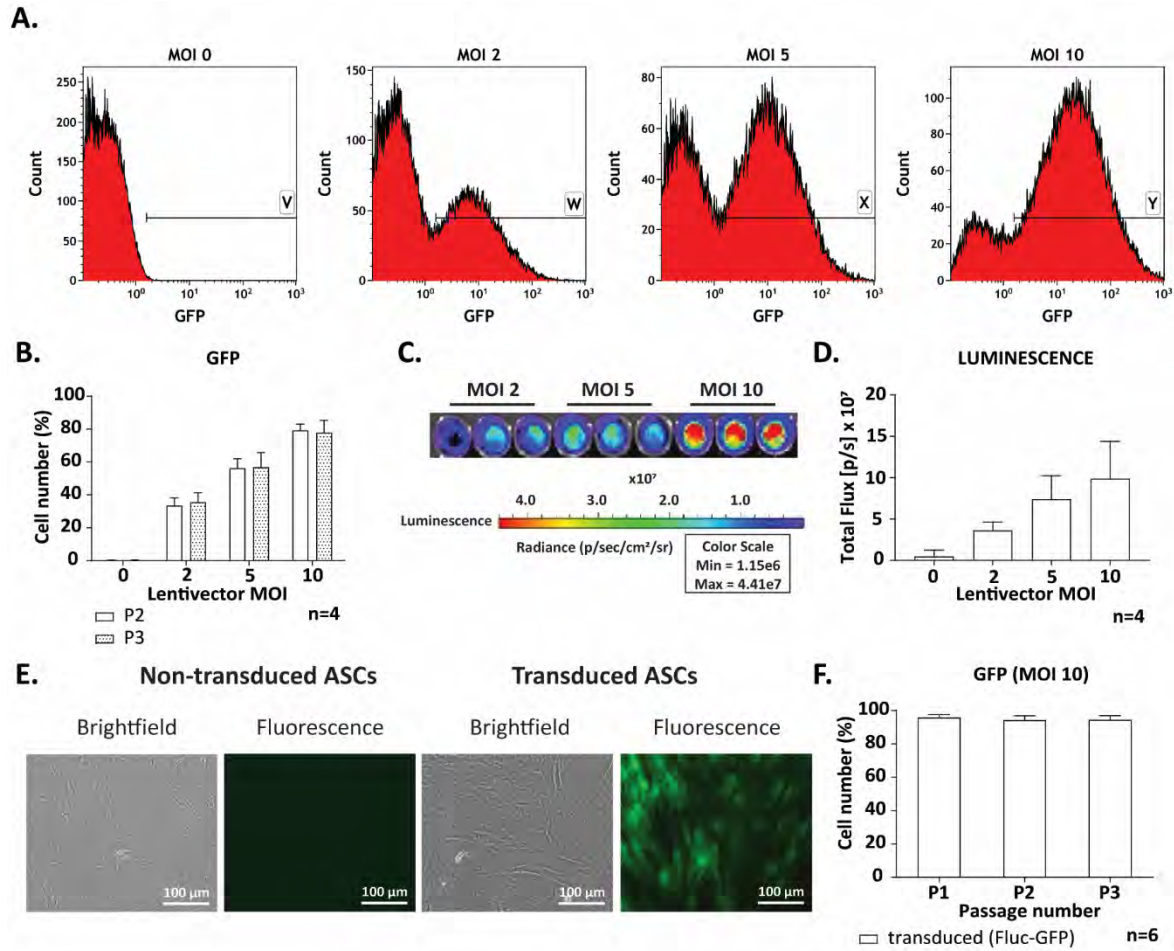 A.
MOI 0
MOI 2
MOI 5
MOI 10
250
200
150
100
50
0
Count
V
10⁰
10¹
10²
10³
GFP
150
100
50
0
Count
W
10⁰
10¹
10²
10³
GFP
80
60
40
20
0
Count
X
10⁰
10¹
10²
10³
GFP
100
80
60
40
20
0
Count
Y
10⁰
10¹
10²
10³
GFP
B.
GFP
100
80
60
40
20
0
Cell number (%)
0 2 5 10
Lentivector MOI
P2
P3
n=4
C.
MOI 2 MOI 5 MOI 10
x10⁷
4.0 3.0 2.0 1.0
Luminescence
Radiance (p/sec/cm²/sr)
Color Scale
Min = 1.15e6
Max = 4.41e7
D.
LUMINESCENCE
20
15
10
5
0
Total Flux [p/s] x 10⁷
0 2 5 10
Lentivector MOI
n=4
E.
Non-transduced ASCs
Transduced ASCs
Brightfield
Fluorescence
Brightfield
Fluorescence
100 µm
100 µm
100 µm
100 µm
F.
GFP (MOI 10)
100
80
60
40
20
0
Cell number (%)
P1 P2 P3
Passage number
transduced (Fluc-GFP)
n=6